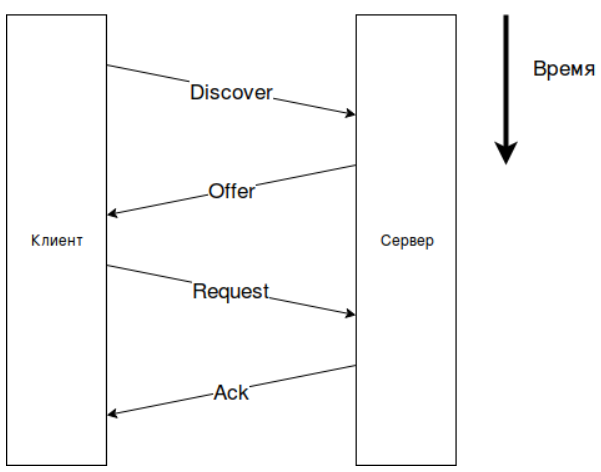 Время
Discover
Offer
Клиент
Сервер
Request
Ack